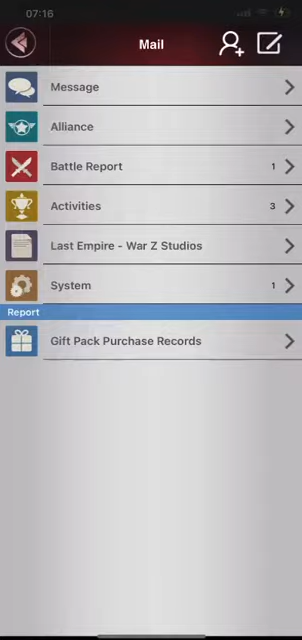 07:16
Mail
Message
Alliance
Battle Report 1
Activities 3
Last Empire - War Z Studios
System 1
Report
Gift Pack Purchase Records